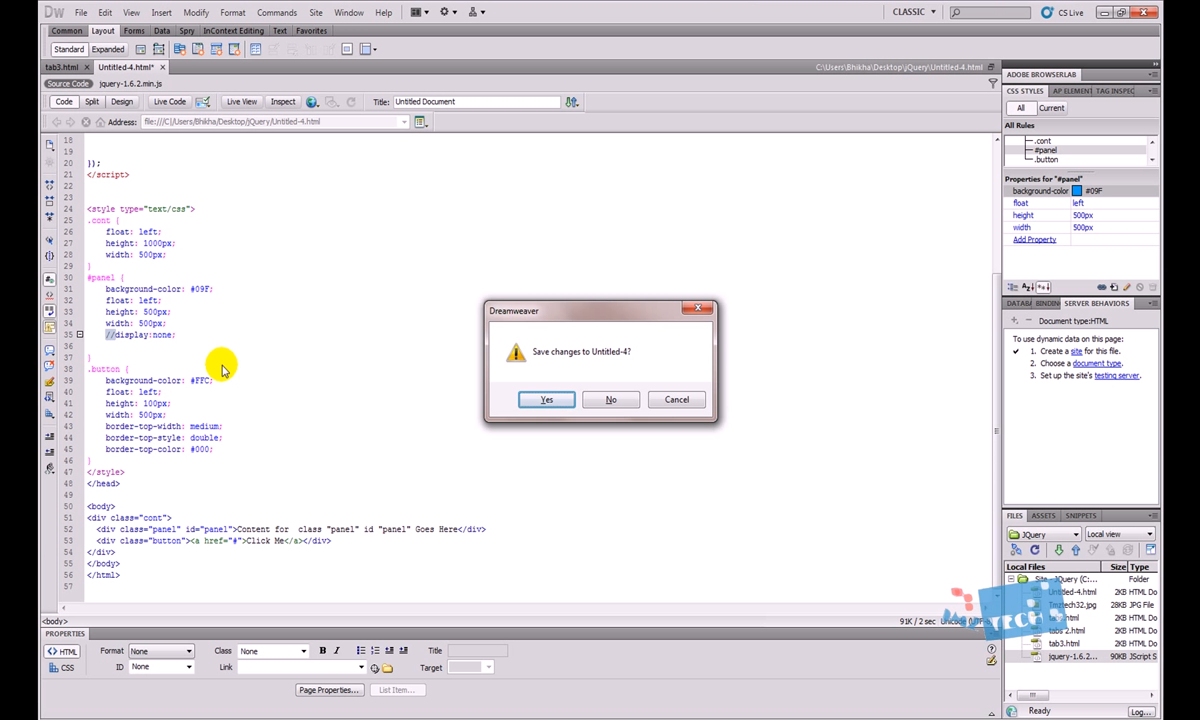 Dw File Edit View Insert Modify Format Commands Site Window Help CLASSIC CS Live
Common Layout Forms Data Spry InContext Editing Text Favorites
Standard Expanded
tab3.html × Untitled-4.html* × C:\Users\Bhikha\Desktop\jQuery\Untitled-4.html
Source Code jquery-1.6.2.min.js
Code Split Design Live Code Live View Inspect Title: Untitled Document
Address: file:///C|/Users/Bhikha/Desktop/jQuery/Untitled-4.html
18
19
20 });
21 </script>
22
23
24 <style type="text/css">
25 .cont {
26 float: left;
27 height: 1000px;
28 width: 500px;
29 }
30 #panel {
31 background-color: #09F;
32 float: left;
33 height: 500px;
34 width: 500px;
35 //display:none;
36
37 }
38 .button {
39 background-color: #FFC;
40 float: left;
41 height: 100px;
42 width: 500px;
43 border-top-width: medium;
44 border-top-style: double;
45 border-top-color: #000;
46 }
47 </style>
48 </head>
49
50 <body>
51 <div class="cont">
52 <div class="panel" id="panel">Content for class "panel" id "panel" Goes Here</div>
53 <div class="button"><a href="#">Click Me</a></div>
54 </div>
55 </body>
56 </html>
57
<body> 91K / 2 sec
Dreamweaver
Save changes to Untitled-4?
Yes No Cancel
ADOBE BROWSERLAB
CSS STYLES AP ELEMEN TAG INSPEC
All Current
All Rules
.cont
#panel
.button
Properties for "#panel"
background-color #09F
float left
height 500px
width 500px
Add Property
DATABA BINDING SERVER BEHAVIORS
Document type:HTML
To use dynamic data on this page:
1. Create a site for this file.
2. Choose a document type.
3. Set up the site's testing server.
FILES ASSETS SNIPPETS
JQuery Local view
Local Files Size Type
Site - JQuery (C:... Folder
Untitled-4.html 2KB HTML Do
28KB JPG File
2KB HTML Do
tabs 2.html 2KB HTML Do
tab3.html 2KB HTML Do
jquery-1.6.2... 90KB JScript S
Ready Log...
PROPERTIES
HTML Format None Class None B I Title
CSS ID None Link Target
Page Properties... List Item...